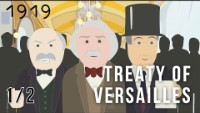 1919
TREATY OF
VERSAILLES
1/2